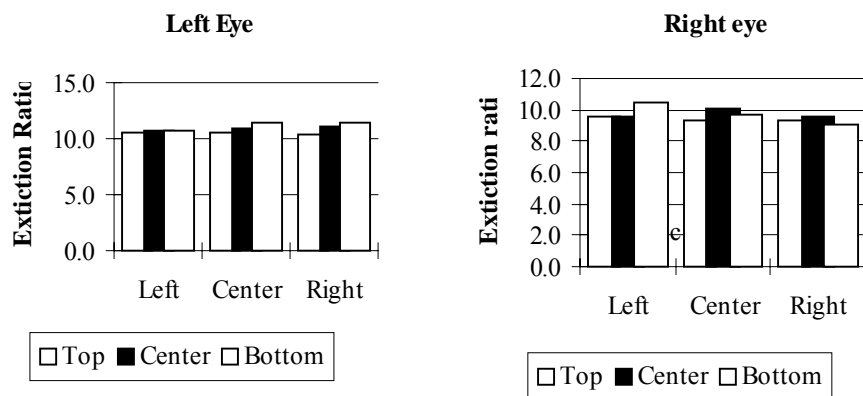 Left Eye
Extiction Ratio
15.0
10.0
5.0
0.0
Left Center Right
Top Center Bottom
Right eye
Extiction rati
12.0
10.0
8.0
6.0
4.0
2.0
0.0
c
Left Center Right
Top Center Bottom